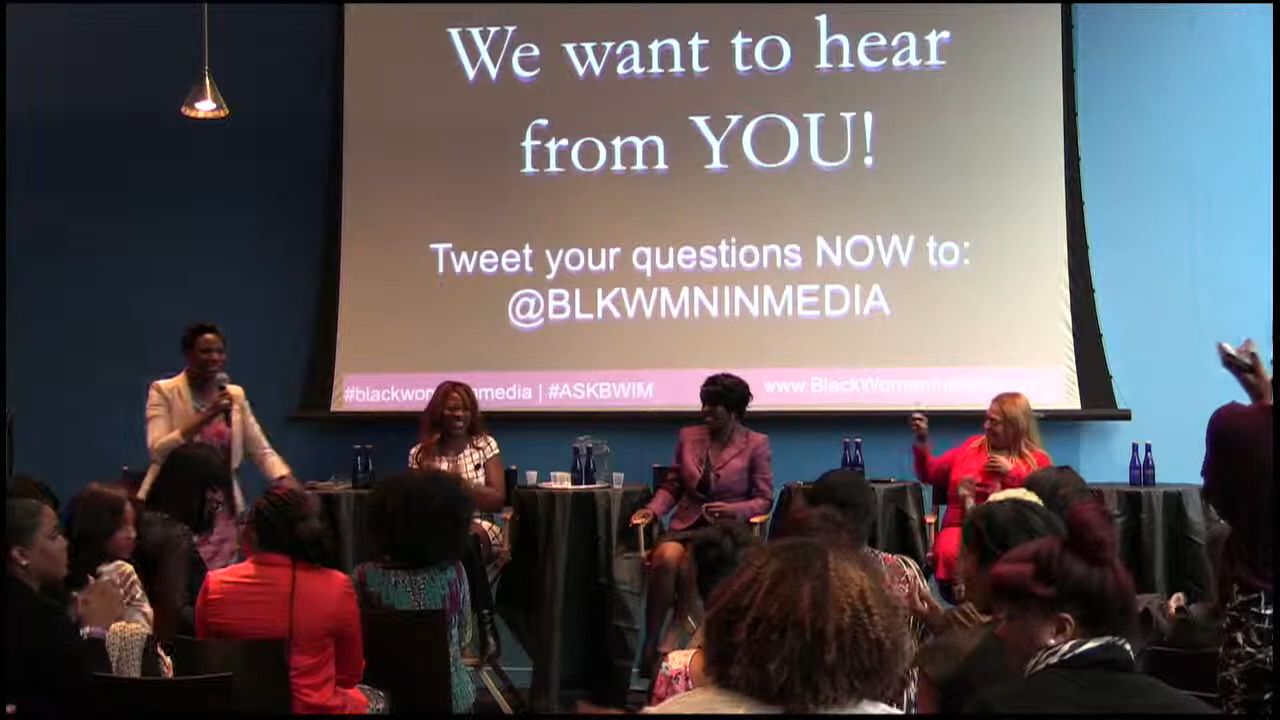 We want to hear
from YOU!
Tweet your questions NOW to:
@BLKWMNINMEDIA
| #ASKBWIM